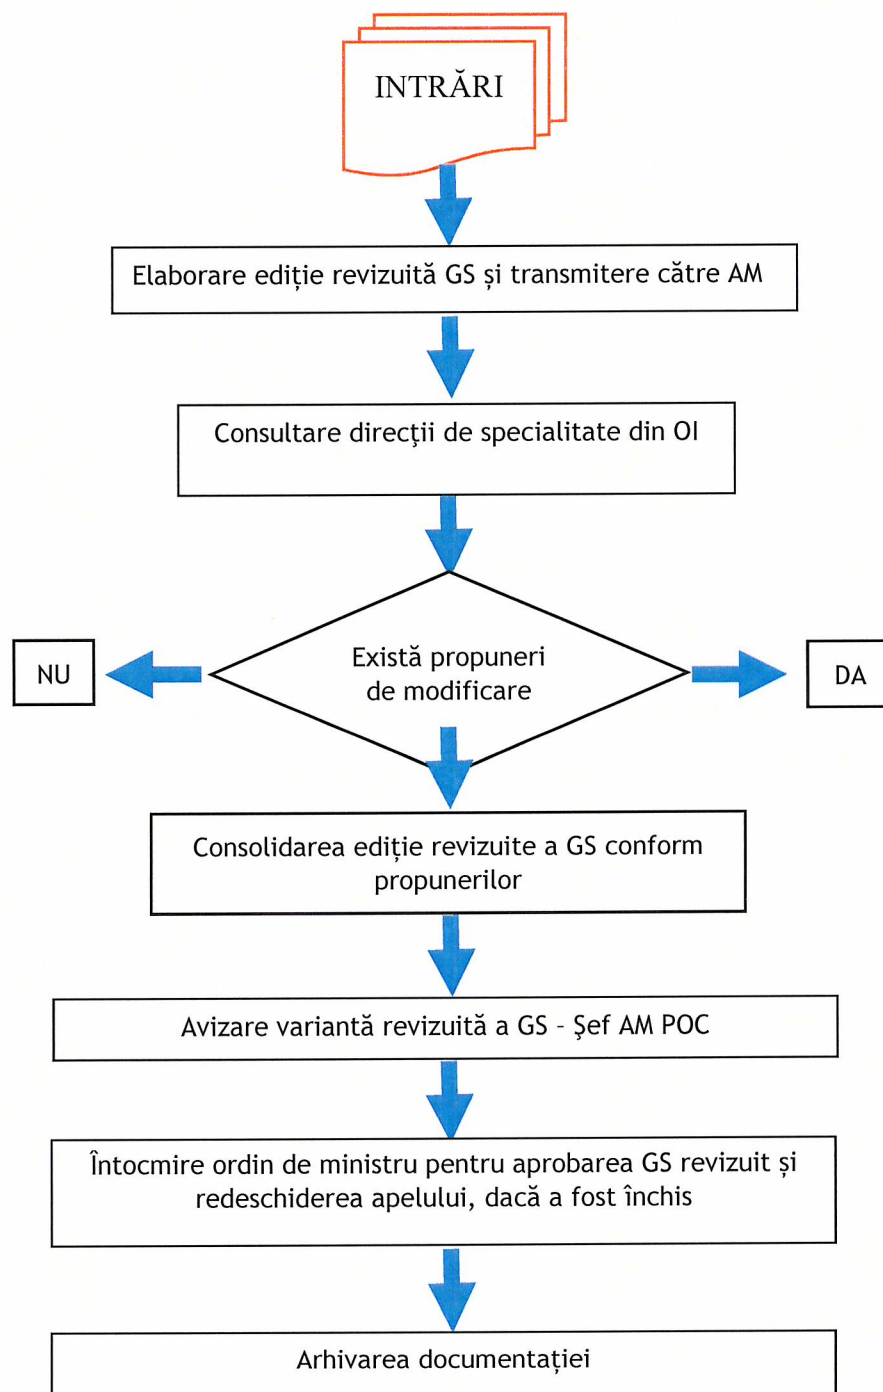 INTRĂRI
Elaborare ediție revizuită GS și transmitere către AM
Consultare direcţii de specialitate din OI
Există propuneri
de modificare
NU
DA
Consolidarea ediție revizuite a GS conform
propunerilor
Avizare variantă revizuită a GS – Şef AM POC
Întocmire ordin de ministru pentru aprobarea GS revizuit și
redeschiderea apelului, dacă a fost închis
Arhivarea documentației